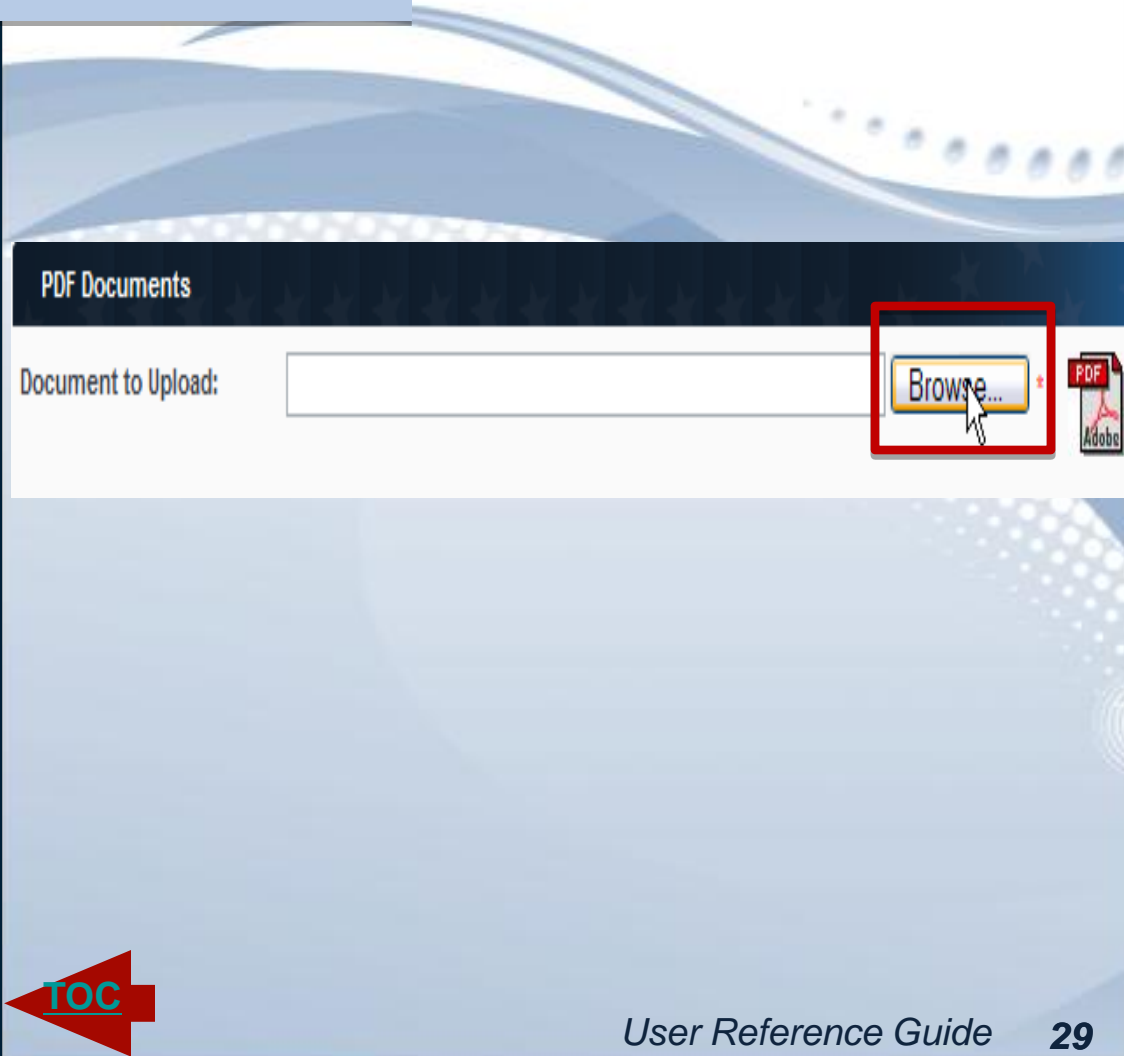 PDF Documents
Document to Upload:
Browse... *
PDF
Adobe
TOC
User Reference Guide 29